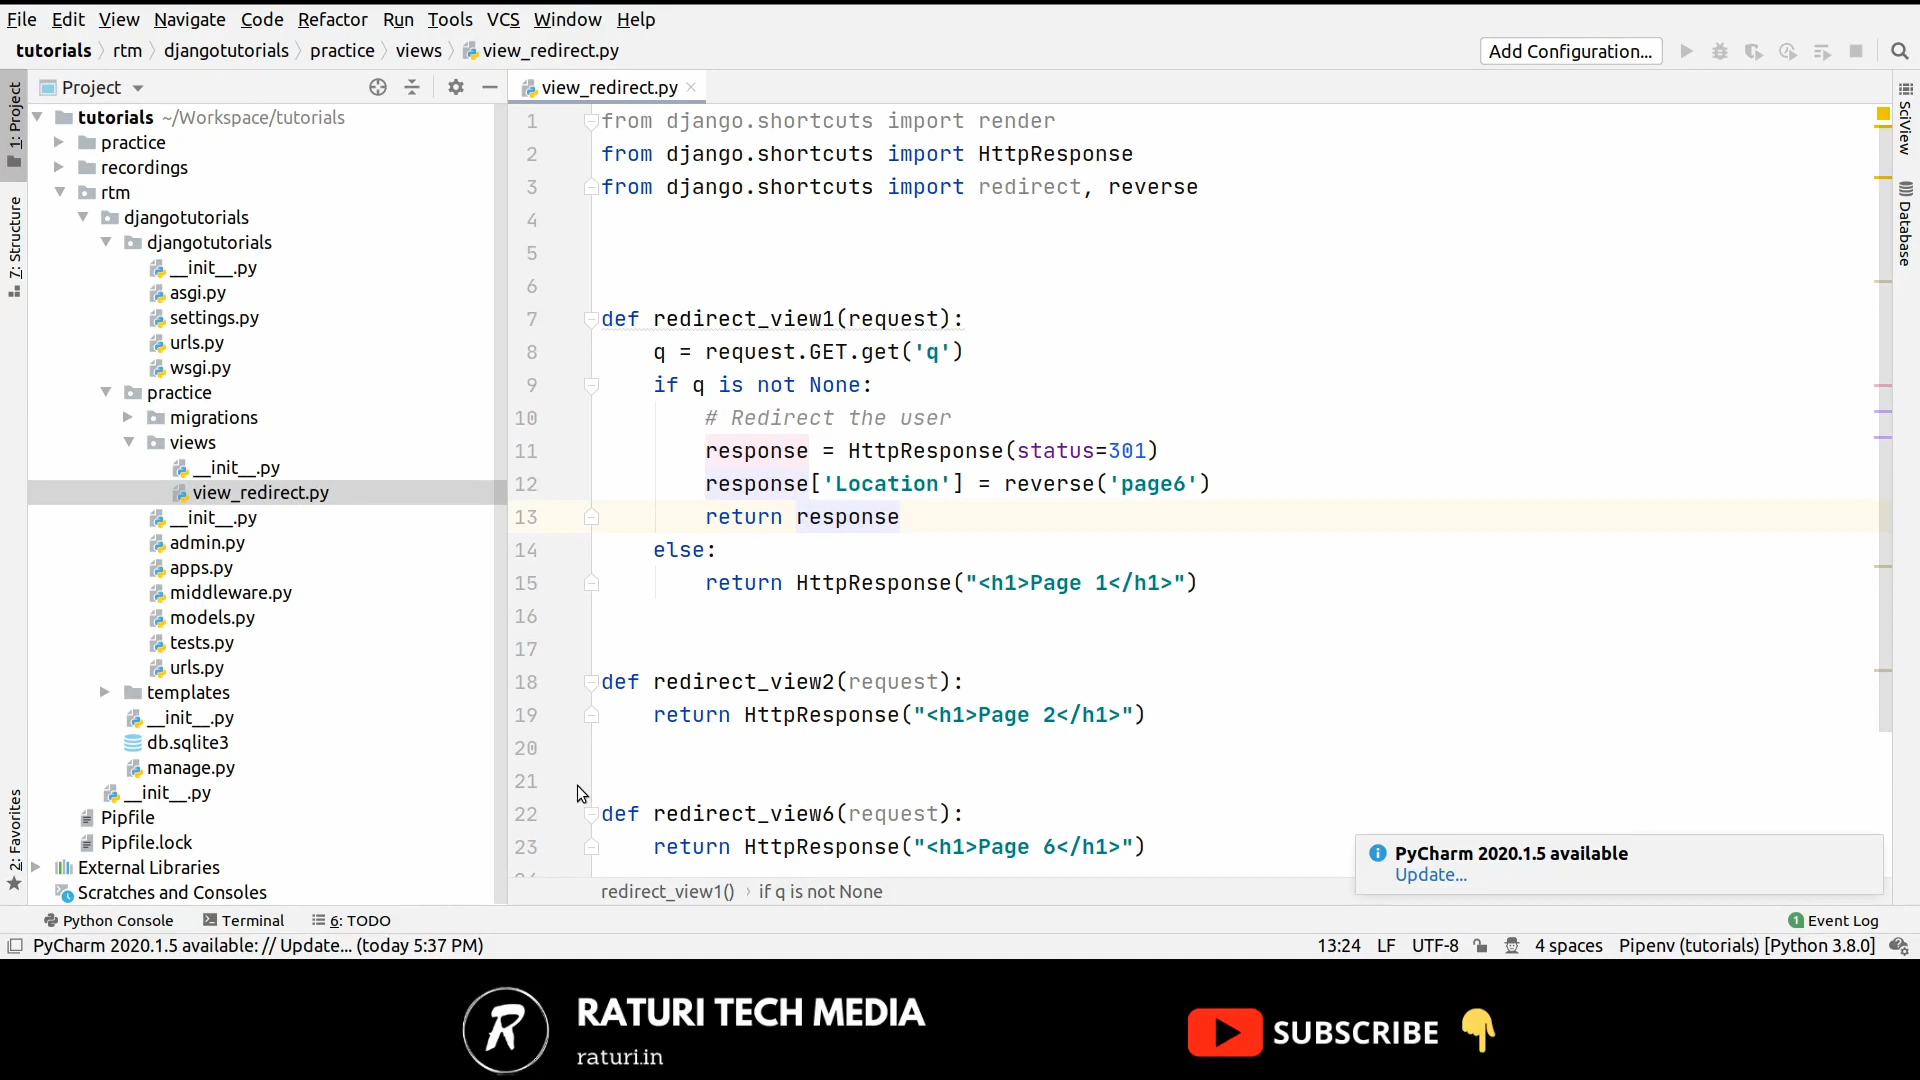 File Edit View Navigate Code Refactor Run Tools VCS Window Help
tutorials rtm djangotutorials practice views view_redirect.py
Add Configuration...
1: Project
7: Structure
2: Favorites
Project
tutorials ~/Workspace/tutorials
practice
recordings
rtm
djangotutorials
djangotutorials
__init__.py
asgi.py
settings.py
urls.py
wsgi.py
practice
migrations
views
__init__.py
view_redirect.py
__init__.py
admin.py
apps.py
middleware.py
models.py
tests.py
urls.py
templates
__init__.py
db.sqlite3
manage.py
__init__.py
Pipfile
Pipfile.lock
External Libraries
Scratches and Consoles
view_redirect.py
1 from django.shortcuts import render
2 from django.shortcuts import HttpResponse
3 from django.shortcuts import redirect, reverse
4
5
6
7 def redirect_view1(request):
8 q = request.GET.get('q')
9 if q is not None:
10 # Redirect the user
11 response = HttpResponse(status=301)
12 response['Location'] = reverse('page6')
13 return response
14 else:
15 return HttpResponse("<h1>Page 1</h1>")
16
17
18 def redirect_view2(request):
19 return HttpResponse("<h1>Page 2</h1>")
20
21
22 def redirect_view6(request):
23 return HttpResponse("<h1>Page 6</h1>")
redirect_view1() › if q is not None
SciView
Database
PyCharm 2020.1.5 available
Update...
Python Console Terminal 6: TODO
1 Event Log
PyCharm 2020.1.5 available: // Update... (today 5:37 PM)
13:24 LF UTF-8 4 spaces Pipenv (tutorials) [Python 3.8.0]
R
RATURI TECH MEDIA
raturi.in
SUBSCRIBE